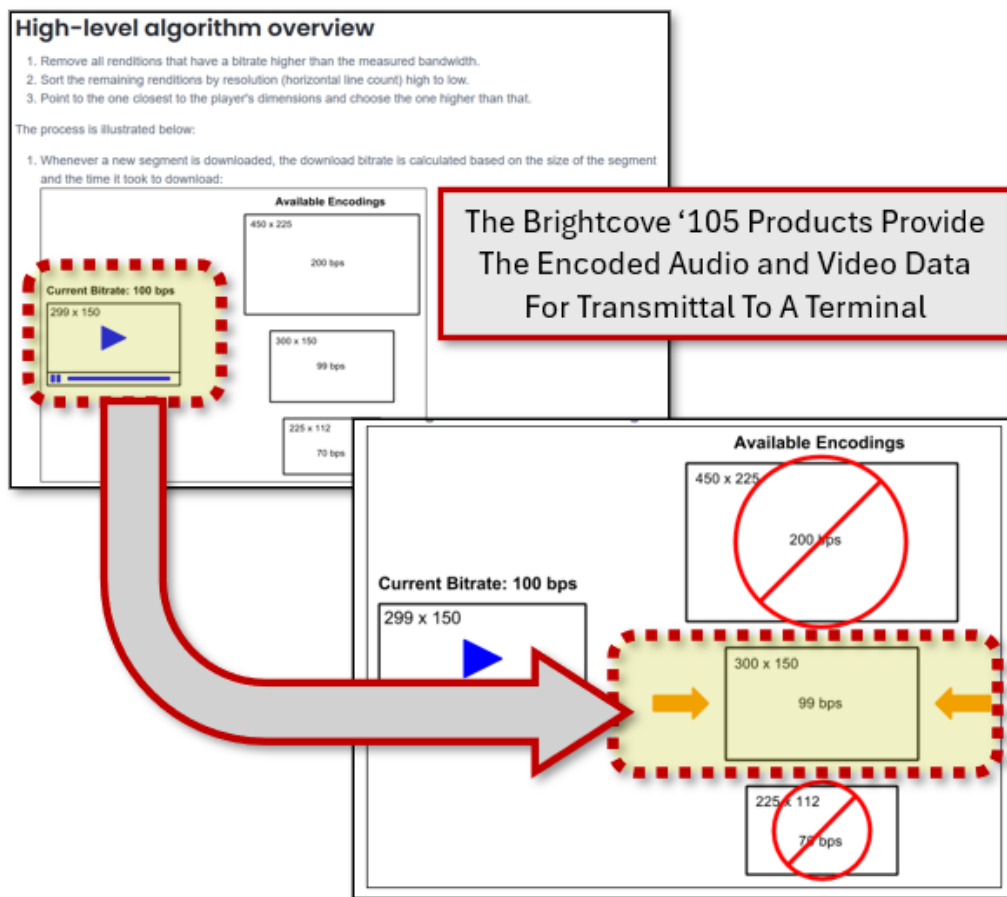 High-level algorithm overview
1. Remove all renditions that have a bitrate higher than the measured bandwidth.
2. Sort the remaining renditions by resolution (horizontal line count) high to low.
3. Point to the one closest to the player's dimensions and choose the one higher than that.
The process is illustrated below:
1. Whenever a new segment is downloaded, the download bitrate is calculated based on the size of the segment
and the time it took to download:
Available Encodings
450 x 225
200 bps
Current Bitrate: 100 bps
299 x 150
300 x 150
99 bps
225 x 112
70 bps
The Brightcove ‘105 Products Provide
The Encoded Audio and Video Data
For Transmittal To A Terminal
Available Encodings
450 x 225
200 bps
Current Bitrate: 100 bps
299 x 150
300 x 150
99 bps
225 x 112
70 bps